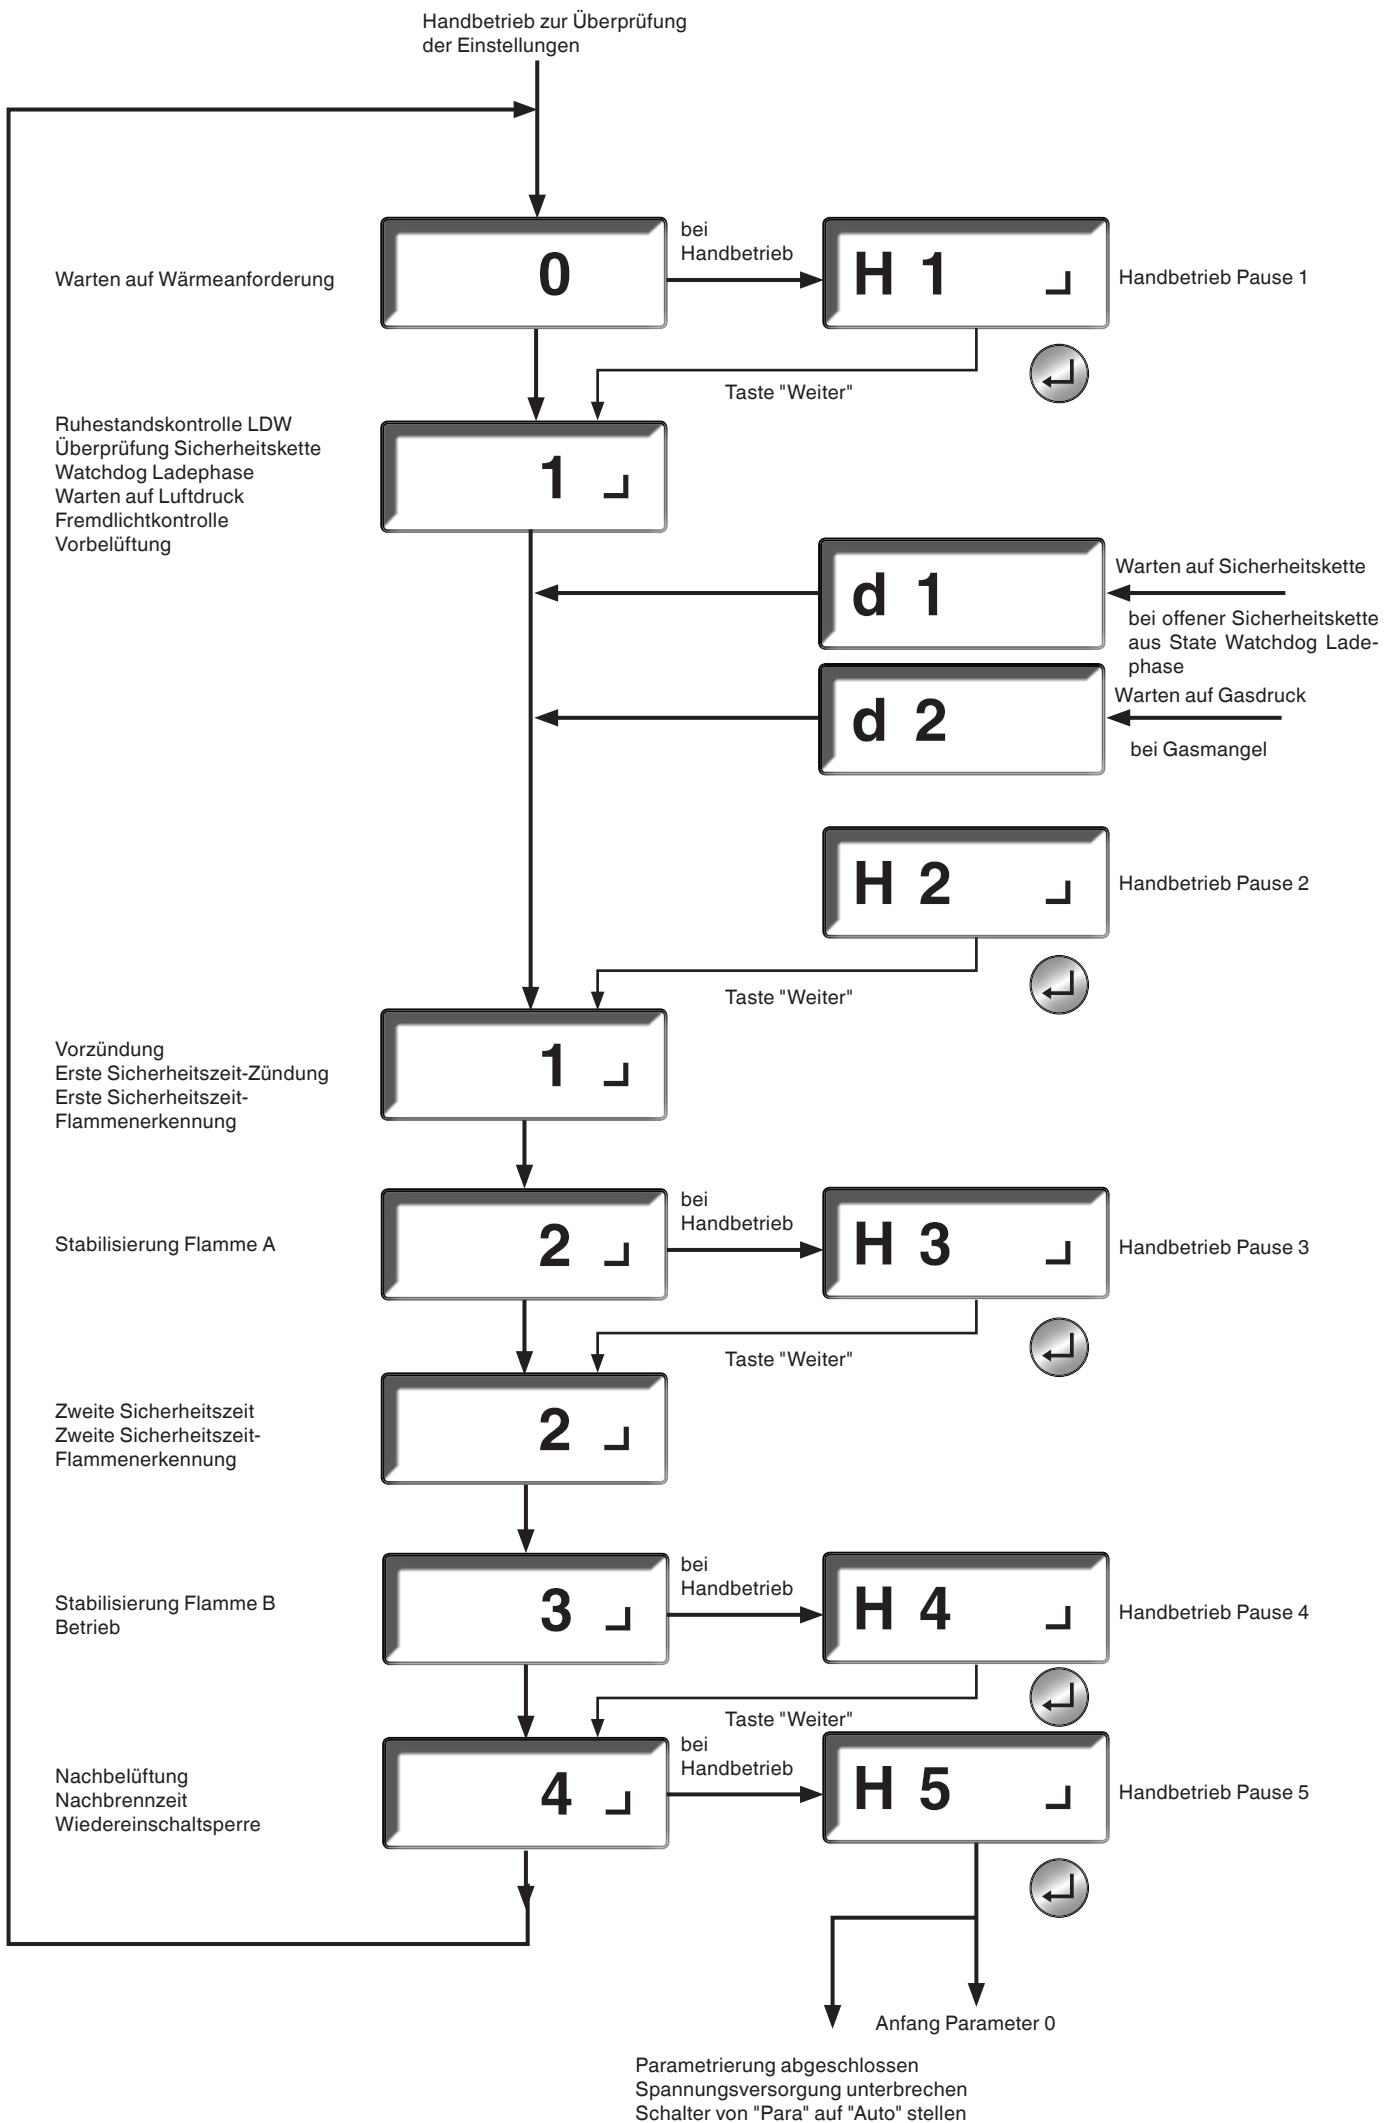 Handbetrieb zur Überprüfung
der Einstellungen
Warten auf Wärmeanforderung
0
bei
Handbetrieb
H 1 ┘
Handbetrieb Pause 1
Taste "Weiter"
Ruhestandskontrolle LDW
Überprüfung Sicherheitskette
Watchdog Ladephase
Warten auf Luftdruck
Fremdlichtkontrolle
Vorbelüftung
1 ┘
d 1
Warten auf Sicherheitskette
bei offener Sicherheitskette
aus State Watchdog Lade-
phase
d 2
Warten auf Gasdruck
bei Gasmangel
H 2 ┘
Handbetrieb Pause 2
Taste "Weiter"
Vorzündung
Erste Sicherheitszeit-Zündung
Erste Sicherheitszeit-
Flammenerkennung
1 ┘
Stabilisierung Flamme A
2 ┘
bei
Handbetrieb
H 3 ┘
Handbetrieb Pause 3
Taste "Weiter"
Zweite Sicherheitszeit
Zweite Sicherheitszeit-
Flammenerkennung
2 ┘
Stabilisierung Flamme B
Betrieb
3 ┘
bei
Handbetrieb
H 4 ┘
Handbetrieb Pause 4
Taste "Weiter"
Nachbelüftung
Nachbrennzeit
Wiedereinschaltsperre
4 ┘
bei
Handbetrieb
H 5 ┘
Handbetrieb Pause 5
Anfang Parameter 0
Parametrierung abgeschlossen
Spannungsversorgung unterbrechen
Schalter von "Para" auf "Auto" stellen